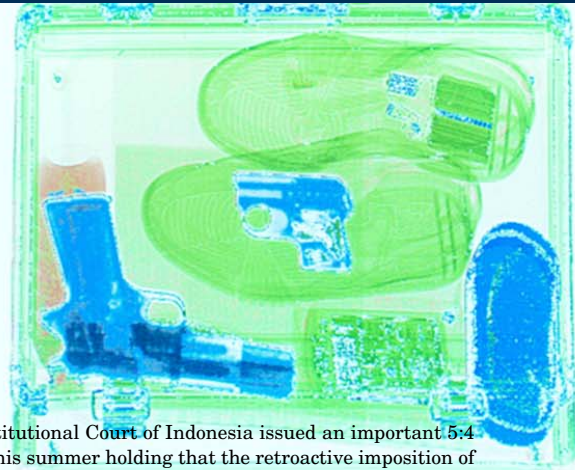 titutional Court of Indonesia issued an important 5:4
his summer holding that the retroactive imposition of